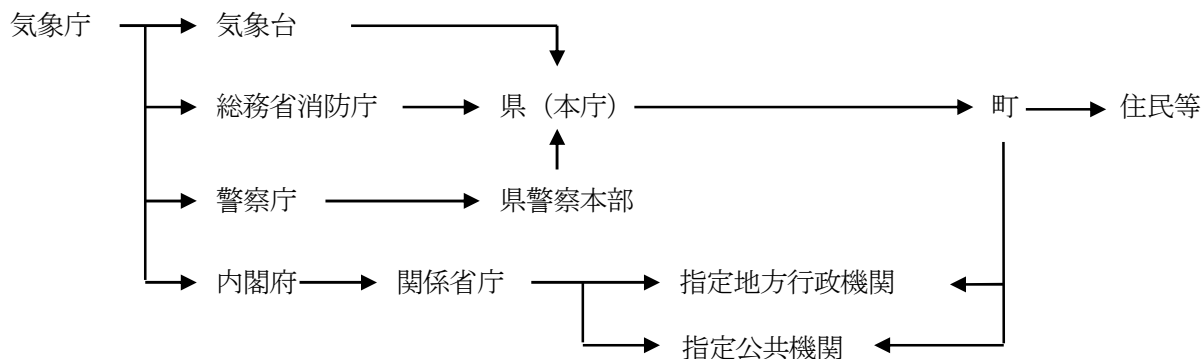 気象庁 気象台
総務省消防庁 県（本庁） 町 住民等
警察庁 県警察本部
内閣府 関係省庁 指定地方行政機関
指定公共機関